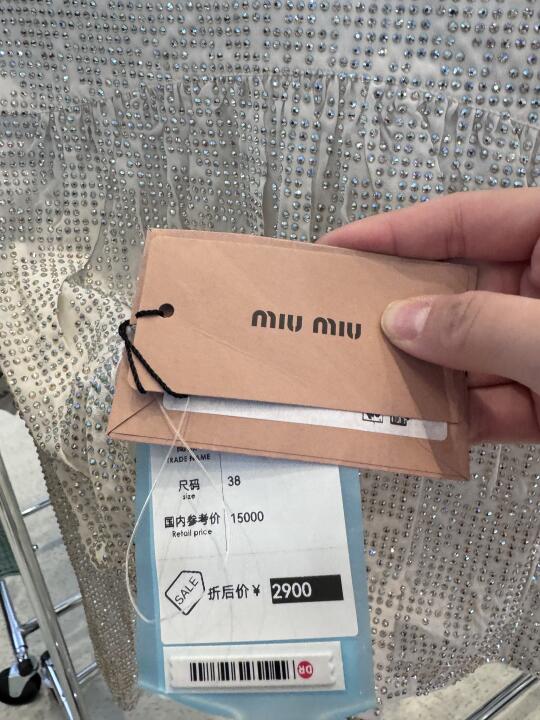 miu miu
TRADE NAME
尺码 38
size
国内参考价 15000
Retail price
SALE 折后价¥ 2900
DR